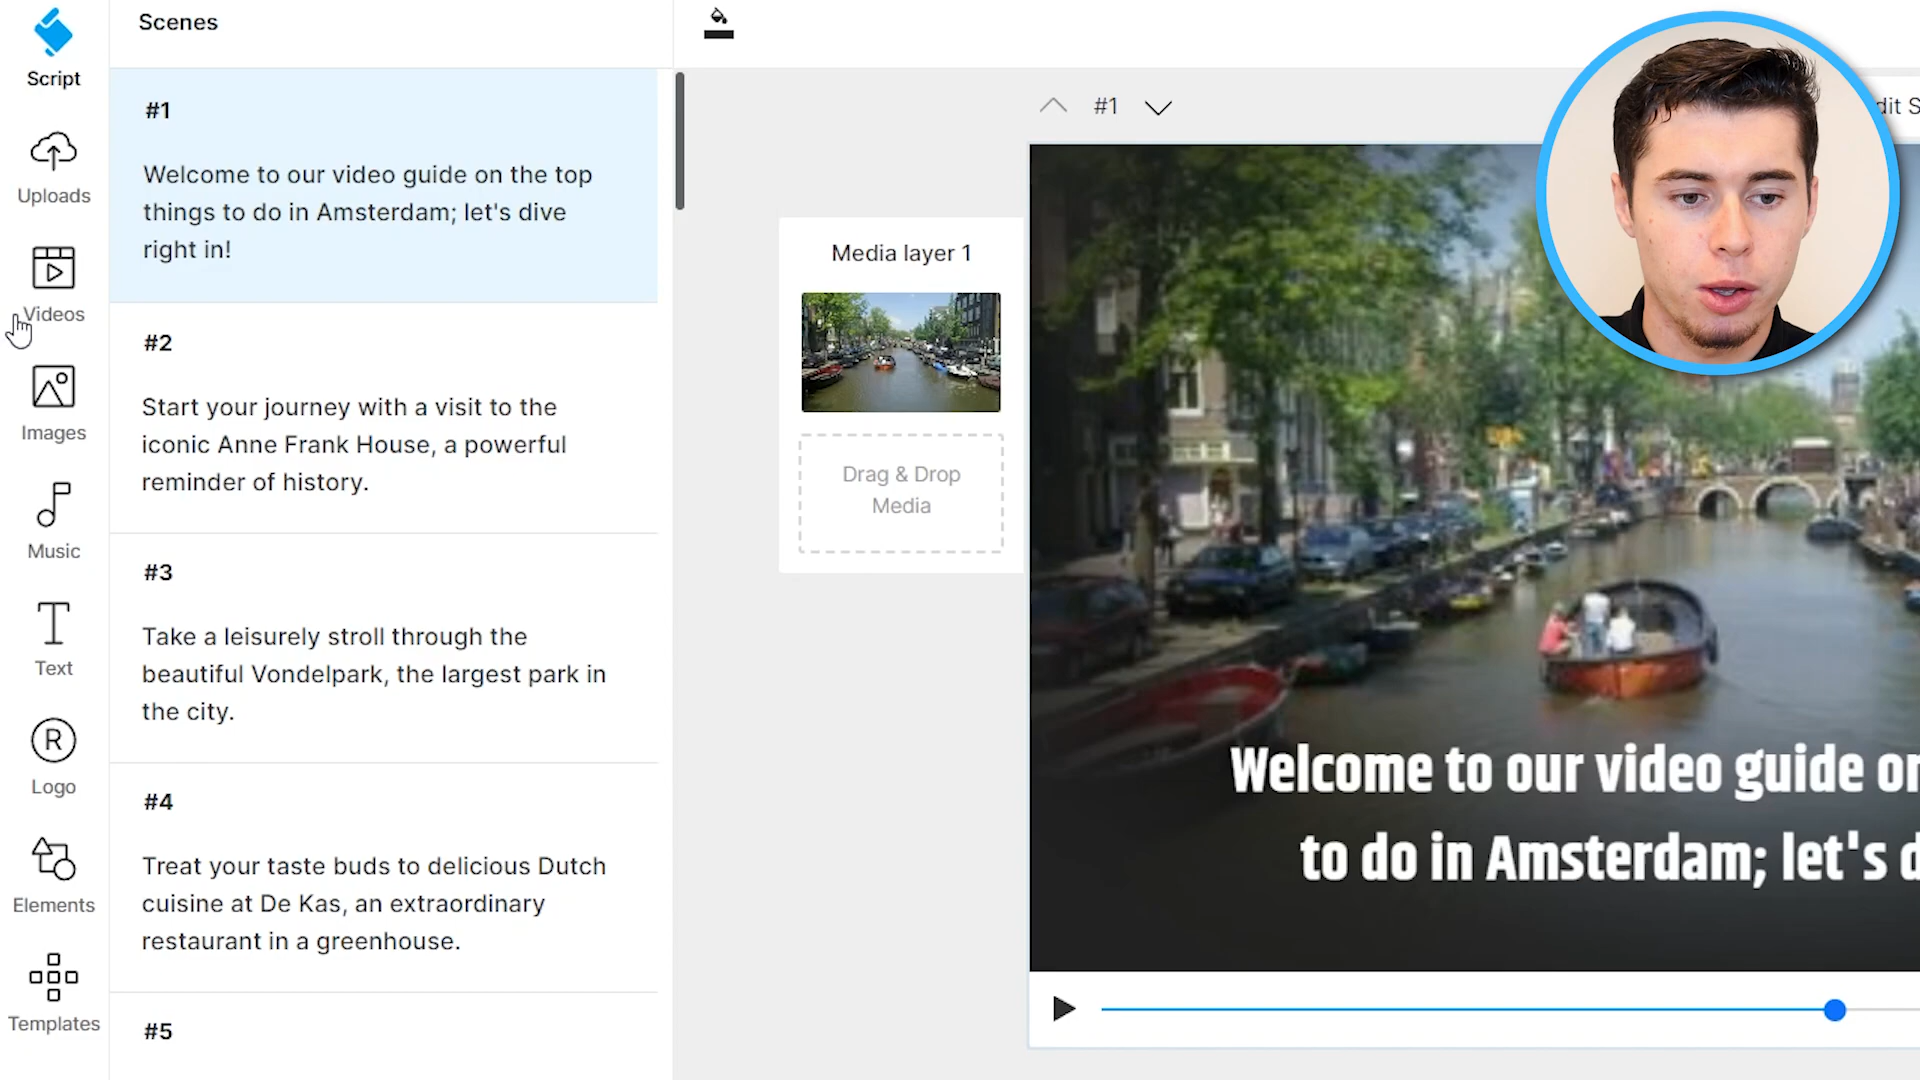 Script
Uploads
Videos
Images
Music
Text
R
Logo
Elements
Templates
Scenes
#1
Welcome to our video guide on the top
things to do in Amsterdam; let's dive
right in!
#2
Start your journey with a visit to the
iconic Anne Frank House, a powerful
reminder of history.
#3
Take a leisurely stroll through the
beautiful Vondelpark, the largest park in
the city.
#4
Treat your taste buds to delicious Dutch
cuisine at De Kas, an extraordinary
restaurant in a greenhouse.
#5
#1
Media layer 1
Drag & Drop
Media
Welcome to our video guide
to do in Amsterdam; let's